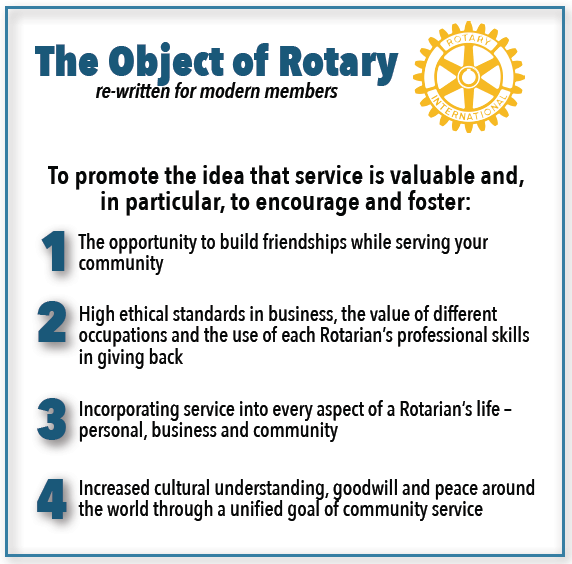 The Object of Rotary
re-written for modern members
ROTARY
INTERNATIONAL
To promote the idea that service is valuable and,
in particular, to encourage and foster:
1 The opportunity to build friendships while serving your
community
2 High ethical standards in business, the value of different
occupations and the use of each Rotarian’s professional skills
in giving back
3 Incorporating service into every aspect of a Rotarian’s life –
personal, business and community
4 Increased cultural understanding, goodwill and peace around
the world through a unified goal of community service